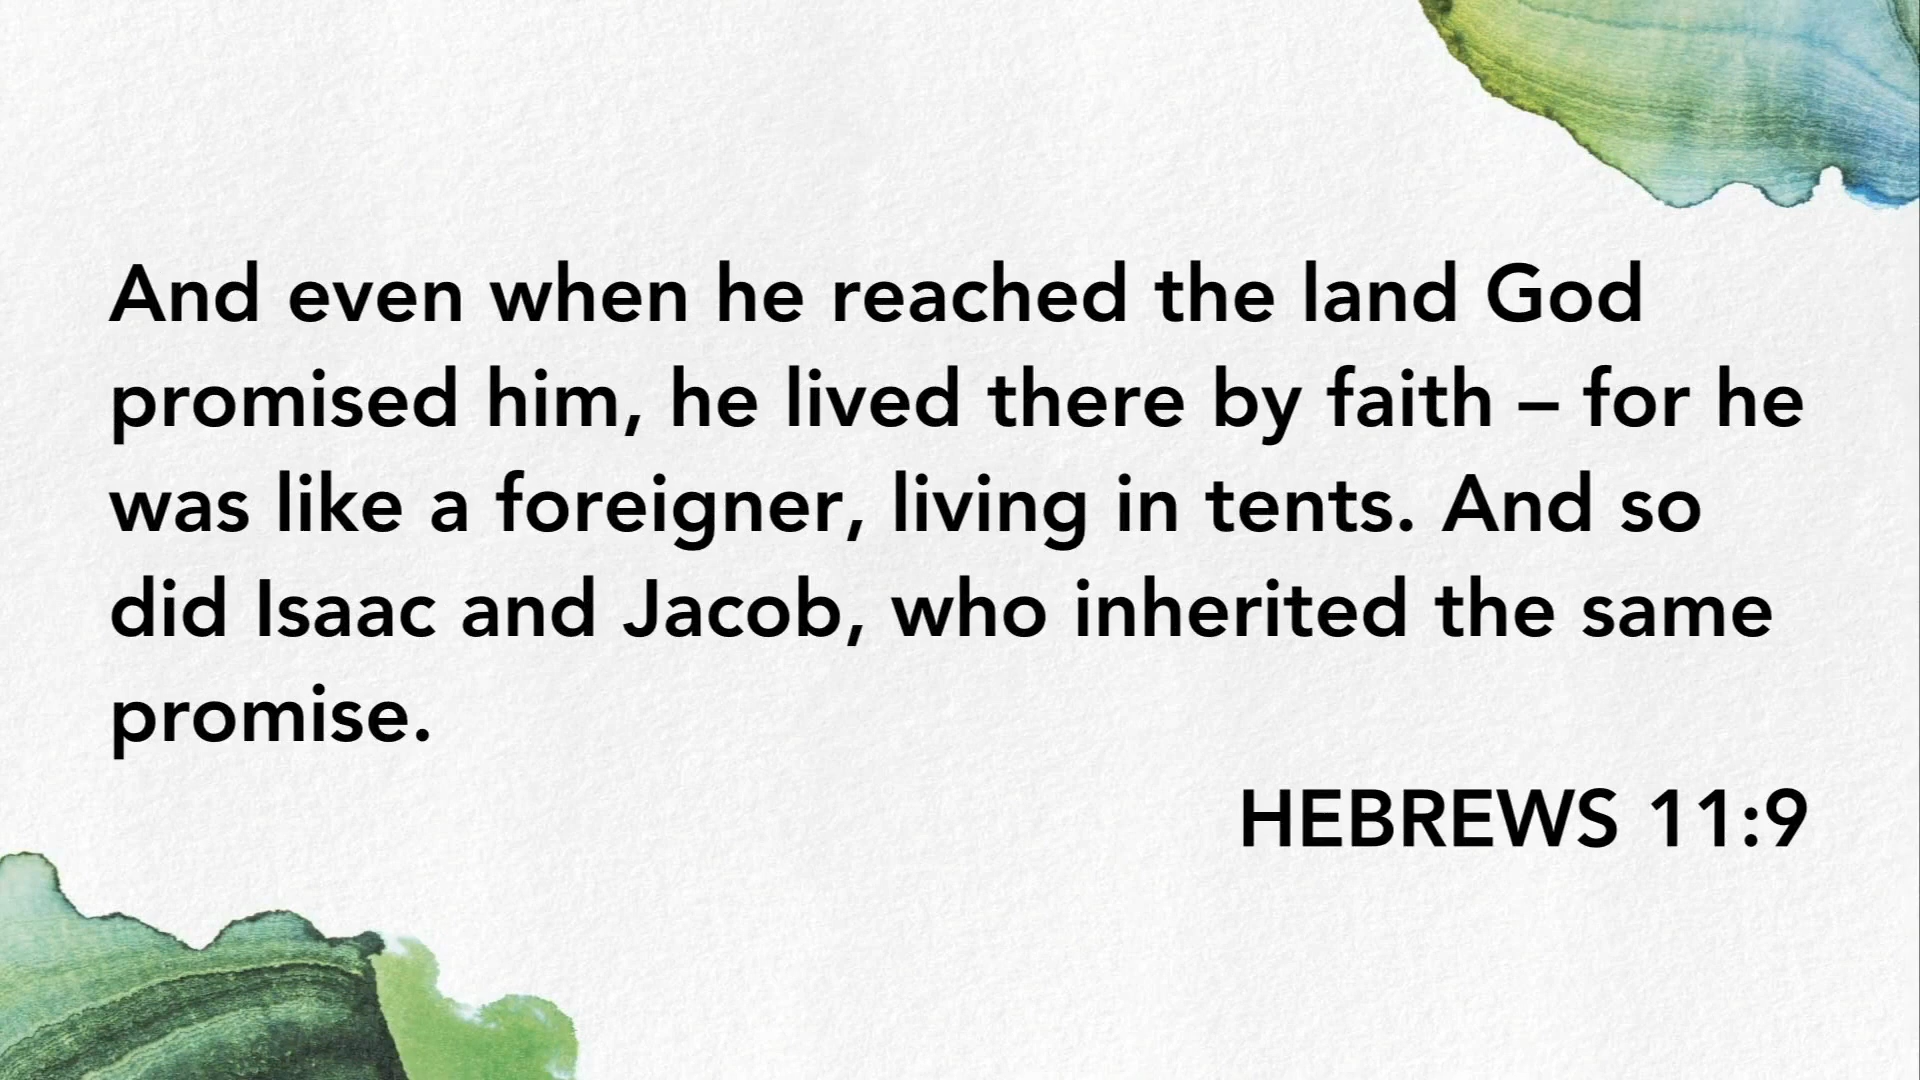 And even when he reached the land God
promised him, he lived there by faith – for he
was like a foreigner, living in tents. And so
did Isaac and Jacob, who inherited the same
promise.
HEBREWS 11:9